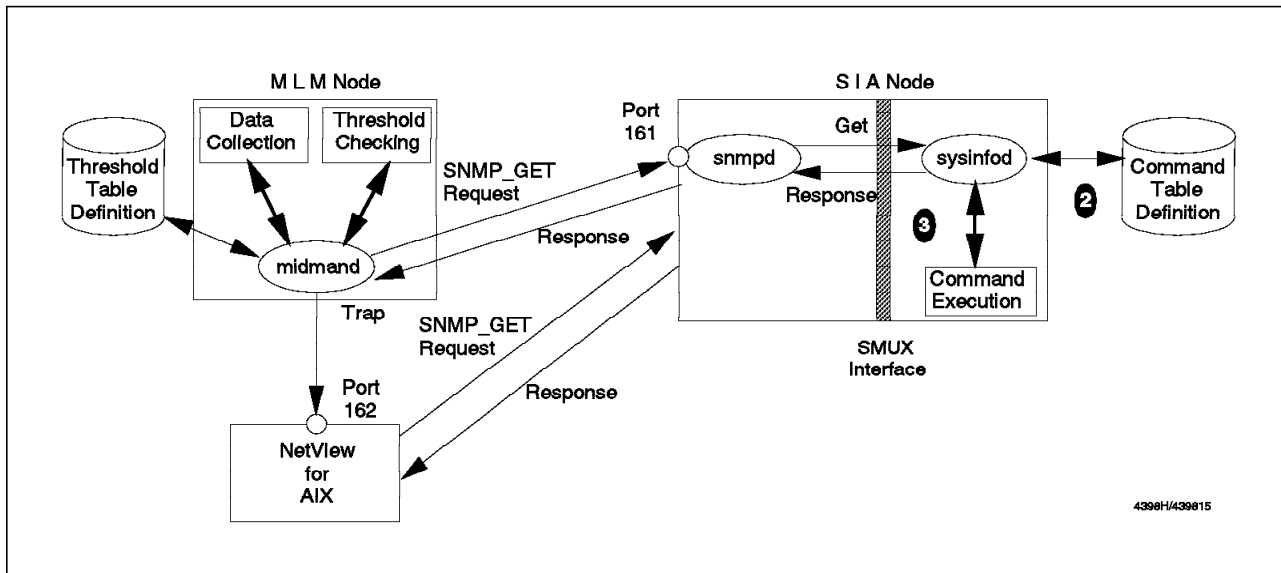 M L M Node
Data
Collection
Threshold
Checking
Threshold
Table
Definition
midmand
SNMP_GET
Request
Response
Trap
SNMP_GET
Request
Response
Port
162
NetView
for
AIX
S I A Node
Port
161
snmpd
Get
Response
sysinfod
3
2
Command
Execution
Command
Table
Definition
SMUX
Interface
4398H/439815